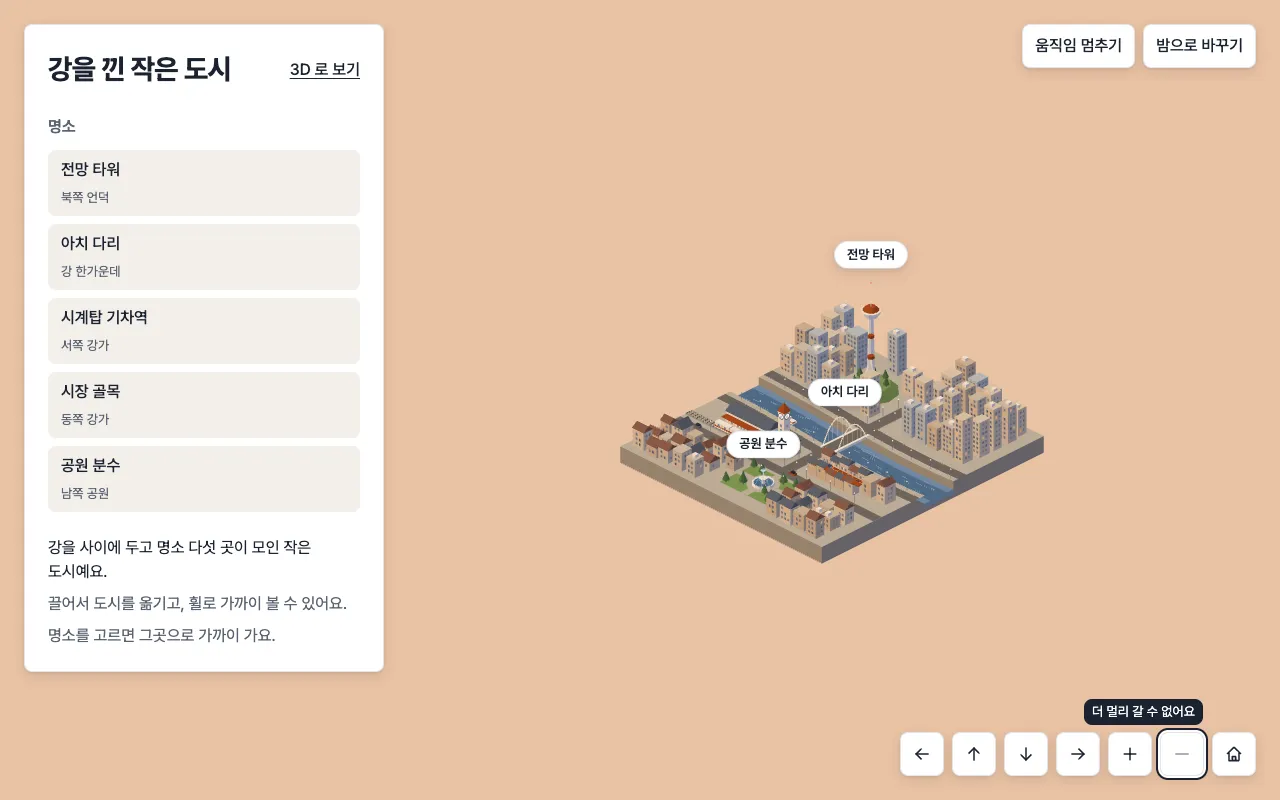 강을 낀 작은 도시
3D 로 보기
명소
전망 타워
북쪽 언덕
아치 다리
강 한가운데
시계탑 기차역
서쪽 강가
시장 골목
동쪽 강가
공원 분수
남쪽 공원
강을 사이에 두고 명소 다섯 곳이 모인 작은
도시예요.
끌어서 도시를 옮기고, 휠로 가까이 볼 수 있어요.
명소를 고르면 그곳으로 가까이 가요.
움직임 멈추기
밤으로 바꾸기
전망 타워
아치 다리
공원 분수
더 멀리 갈 수 없어요